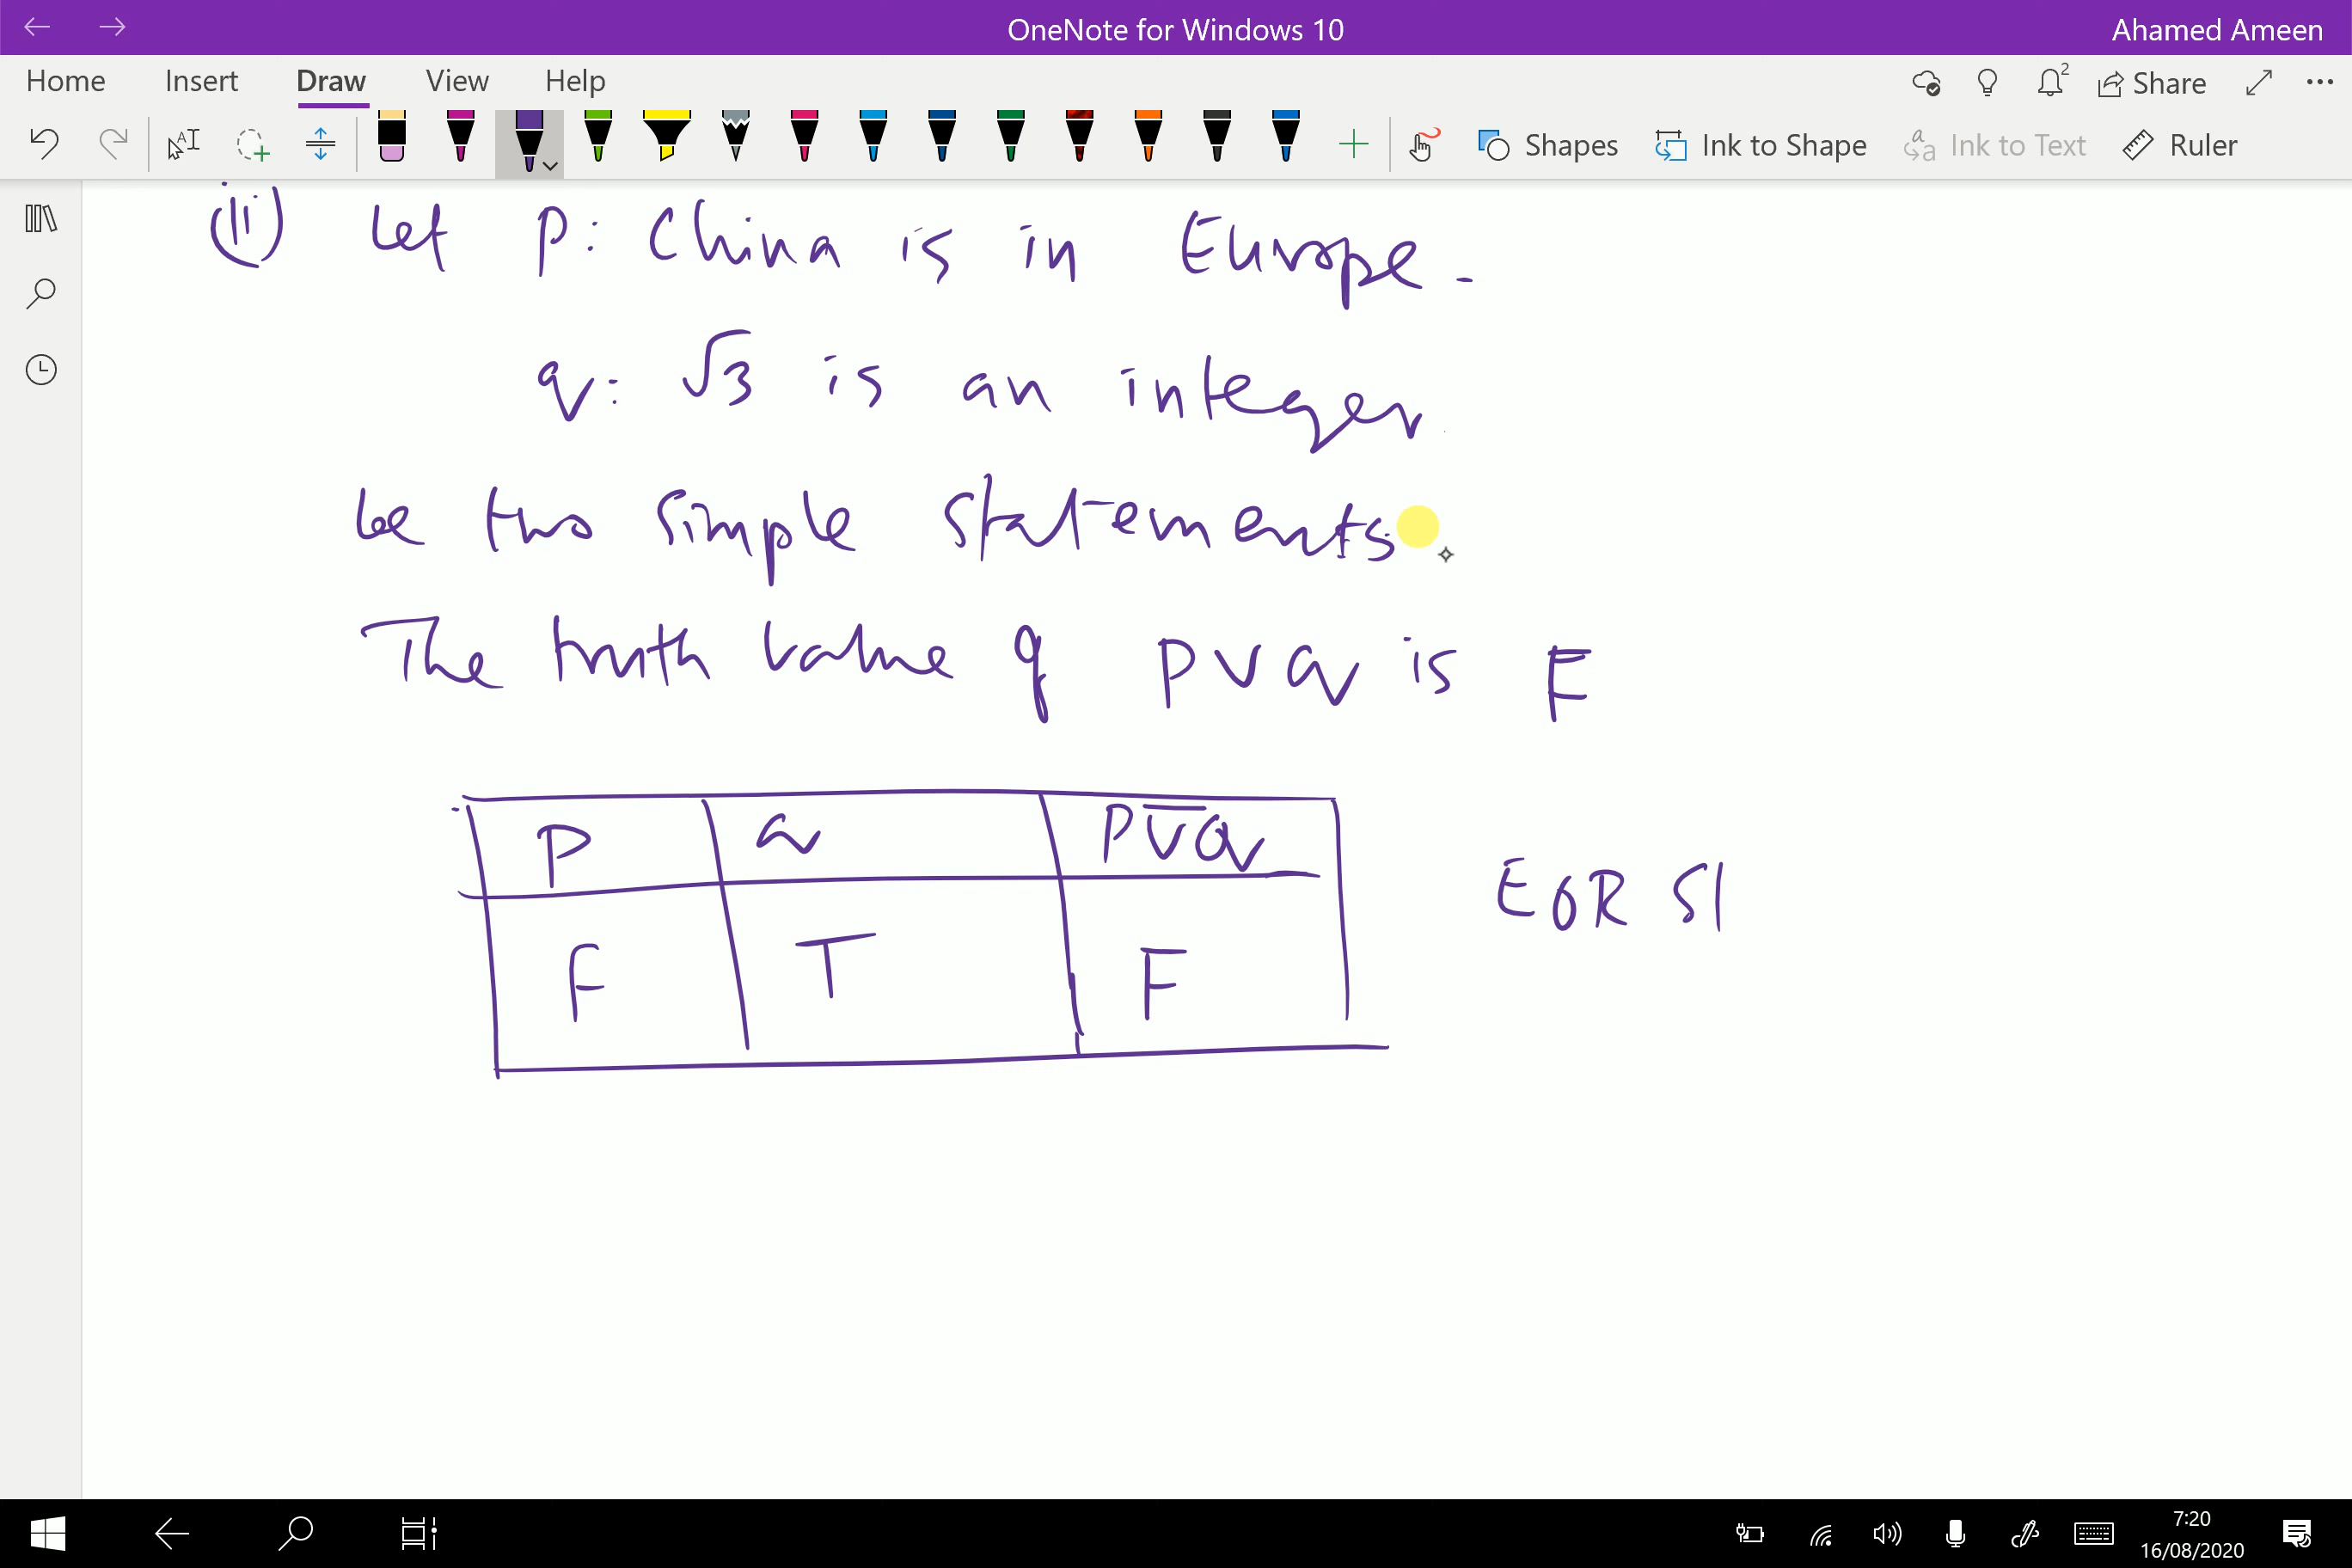 OneNote for Windows 10
Ahamed Ameen
Home Insert Draw View Help
2 Share
Shapes Ink to Shape Ink to Text Ruler
(ii) Let p: China is in Europe.
q: √3 is an integer.
be two simple statements.
The truth value of p ∨ q is F
p q p ⊽ q
F T F
EOR SI
7:20
16/08/2020